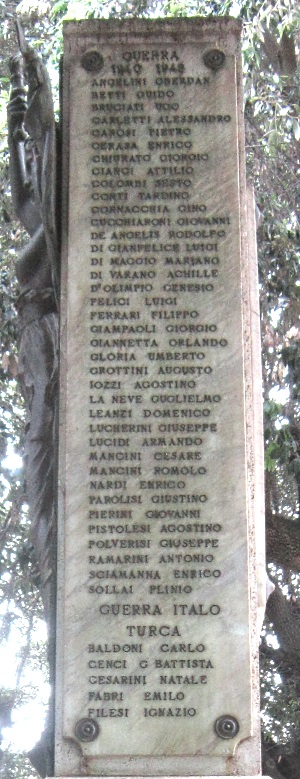 GUERRA
1940 1945
ANGELINI OBERDAN
BETTI GUIDO
BRUGIATI UGO
CARLETTI ALESSANDRO
CAROSI PIETRO
CERASA ENRICO
CHIURATO GIORGIO
CIANCI ATTILIO
COLOMBI SESTO
CORTI TARDINO
CORNACCHIA GINO
CUCCHIARONI GIOVANNI
DE ANGELIS RODOLFO
DI GIANFELICE LUIGI
DI MAGGIO MARIANO
DI VARANO ACHILLE
D'OLIMPIO GENESIO
FELICI LUIGI
FERRARI FILIPPO
GIAMPAOLI GIORGIO
GIANNETTA ORLANDO
GLORIA UMBERTO
GROTTINI AUGUSTO
IOZZI AGOSTINO
LA NEVE GUGLIELMO
LEANZI DOMENICO
LUCHERINI GIUSEPPE
LUCIDI ARMANDO
MANCINI CESARE
MANCINI ROMOLO
NARDI ENRICO
PAROLISI GIUSTINO
PIERINI GIOVANNI
PISTOLESI AGOSTINO
POLVERISI GIUSEPPE
RAMARINI ANTONIO
SCIAMANNA ENRICO
SOLLAI PLINIO
GUERRA ITALO
TURCA
BALDONI CARLO
CENCI G BATTISTA
CESARINI NATALE
FABRI EMILO
FILESI IGNAZIO